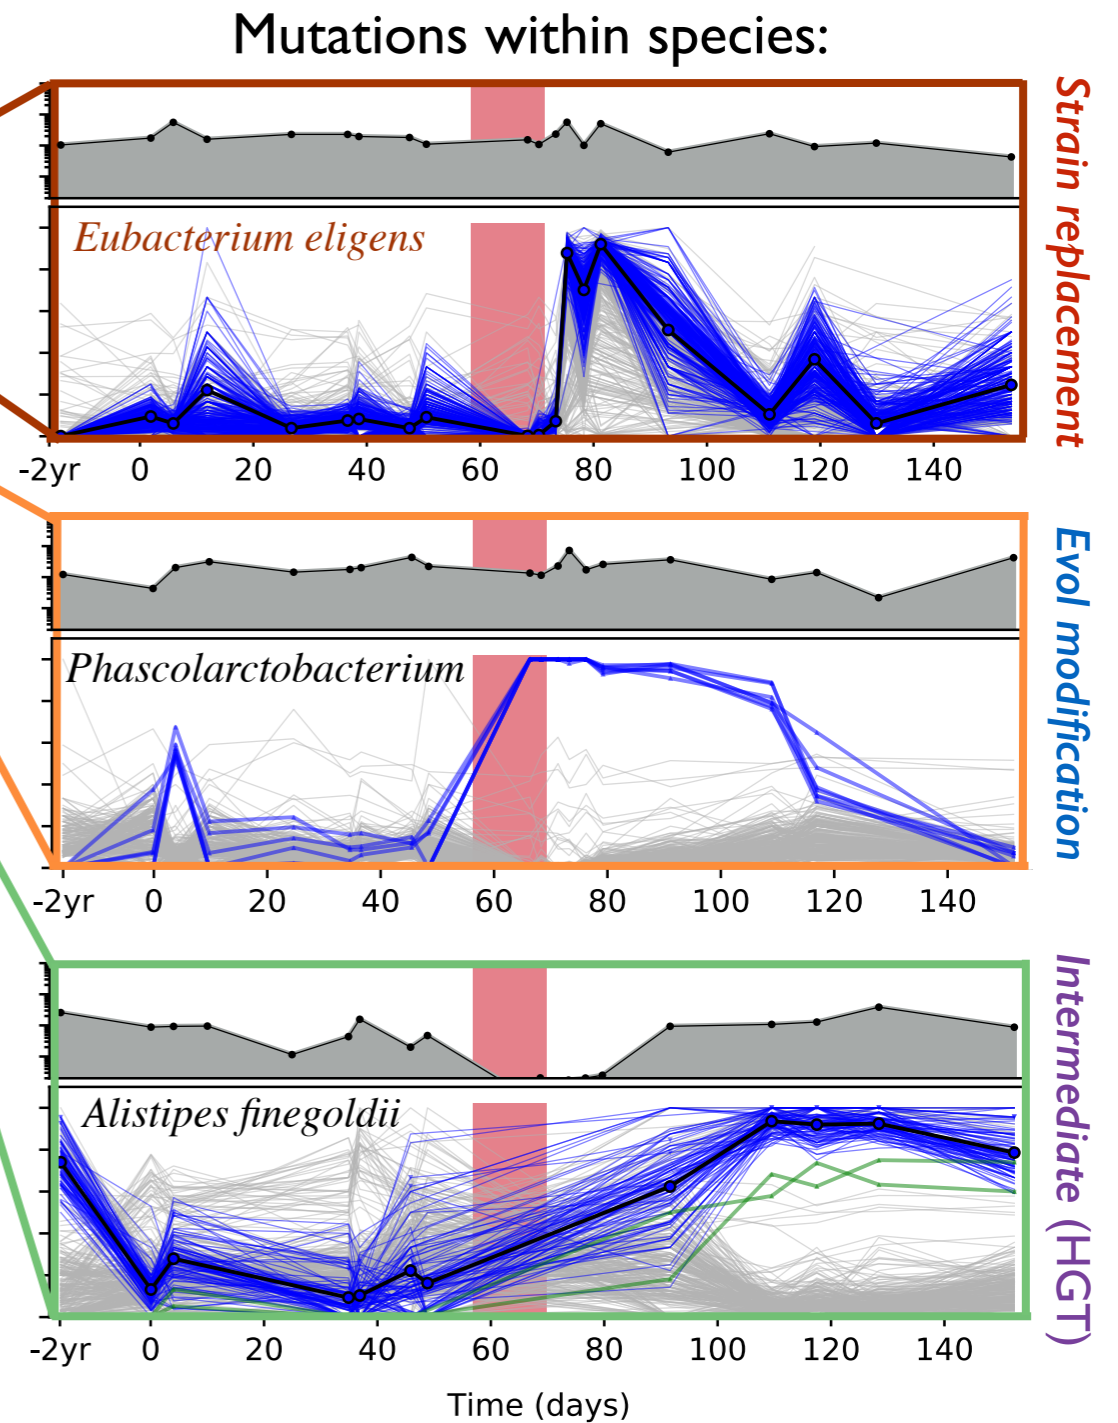 Mutations within species:
Strain replacement
Eubacterium eligens
-2yr 0 20 40 60 80 100 120 140
Evol modification
Phascolarctobacterium
-2yr 0 20 40 60 80 100 120 140
Intermediate (HGT)
Alistipes finegoldii
-2yr 0 20 40 60 80 100 120 140
Time (days)